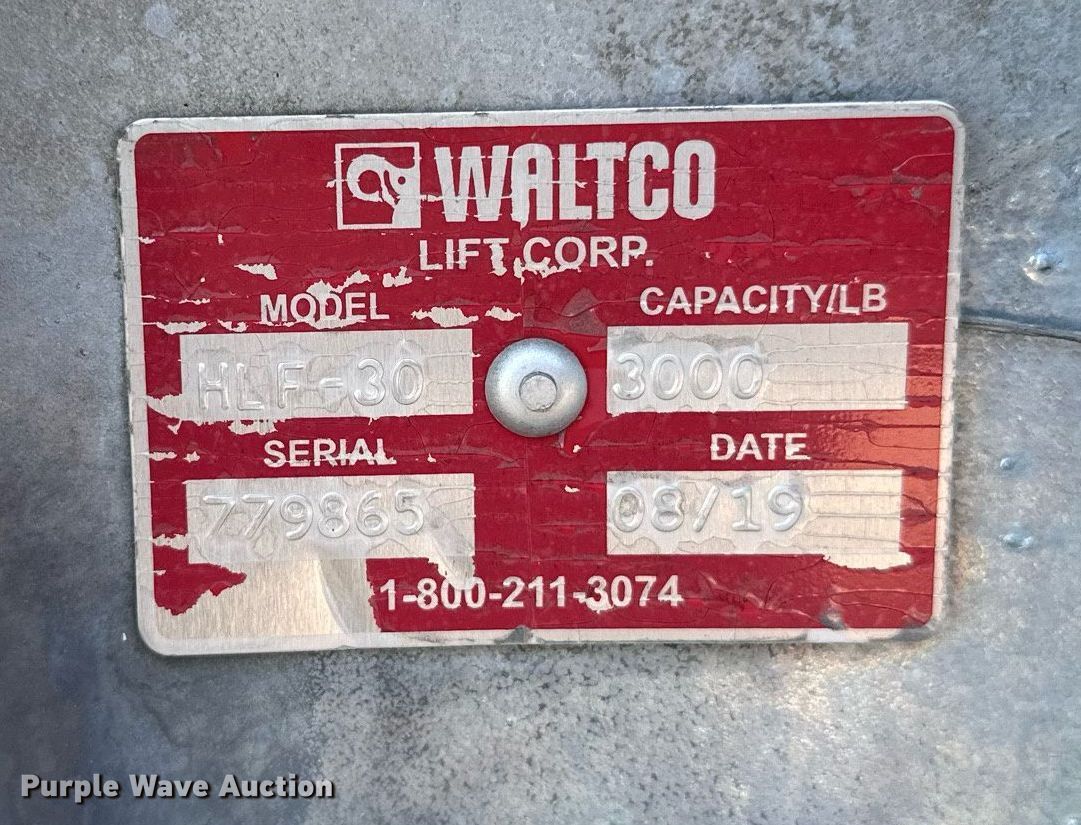 WALTCO
LIFT CORP.
MODEL
CAPACITY/LB
HLF-30
3000
SERIAL
DATE
779865
08/19
1-800-211-3074
Purple Wave Auction